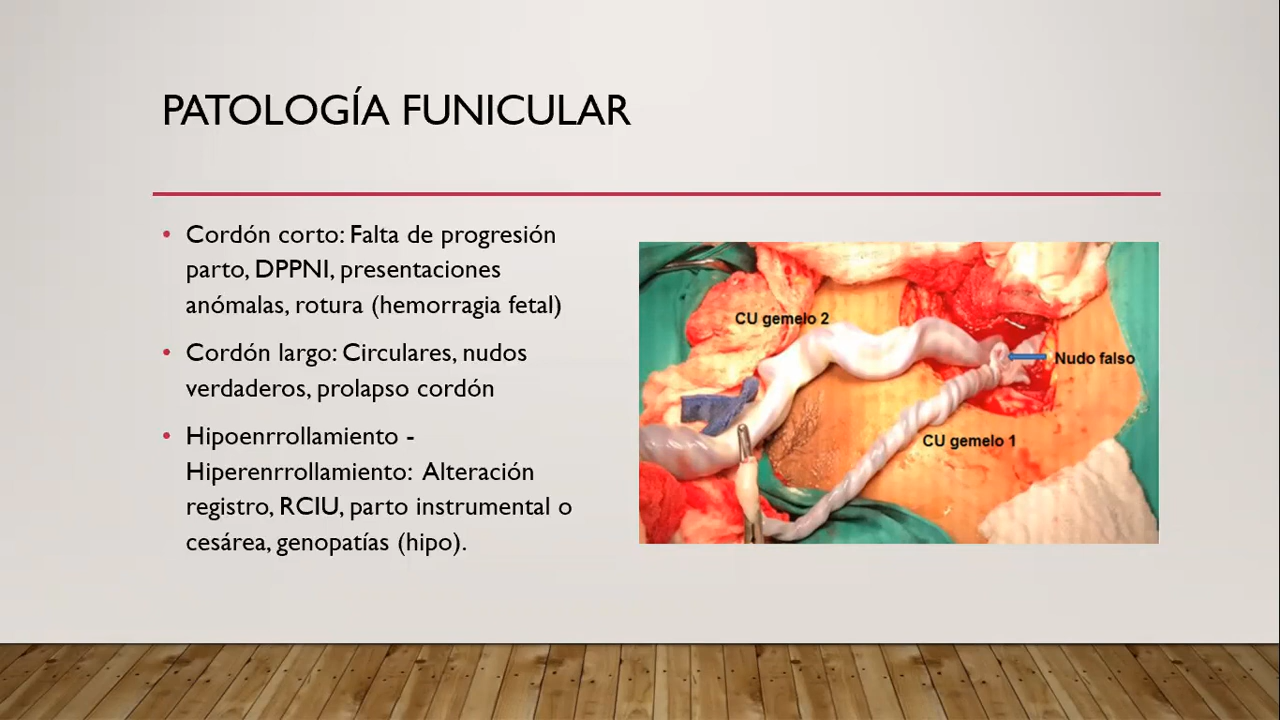 PATOLOGÍA FUNICULAR
• Cordón corto: Falta de progresión
parto, DPPNI, presentaciones
anómalas, rotura (hemorragia fetal)
• Cordón largo: Circulares, nudos
verdaderos, prolapso cordón
• Hipoenrrollamiento -
Hiperenrrollamiento: Alteración
registro, RCIU, parto instrumental o
cesárea, genopatías (hipo).
CU gemelo 2
Nudo falso
CU gemelo 1